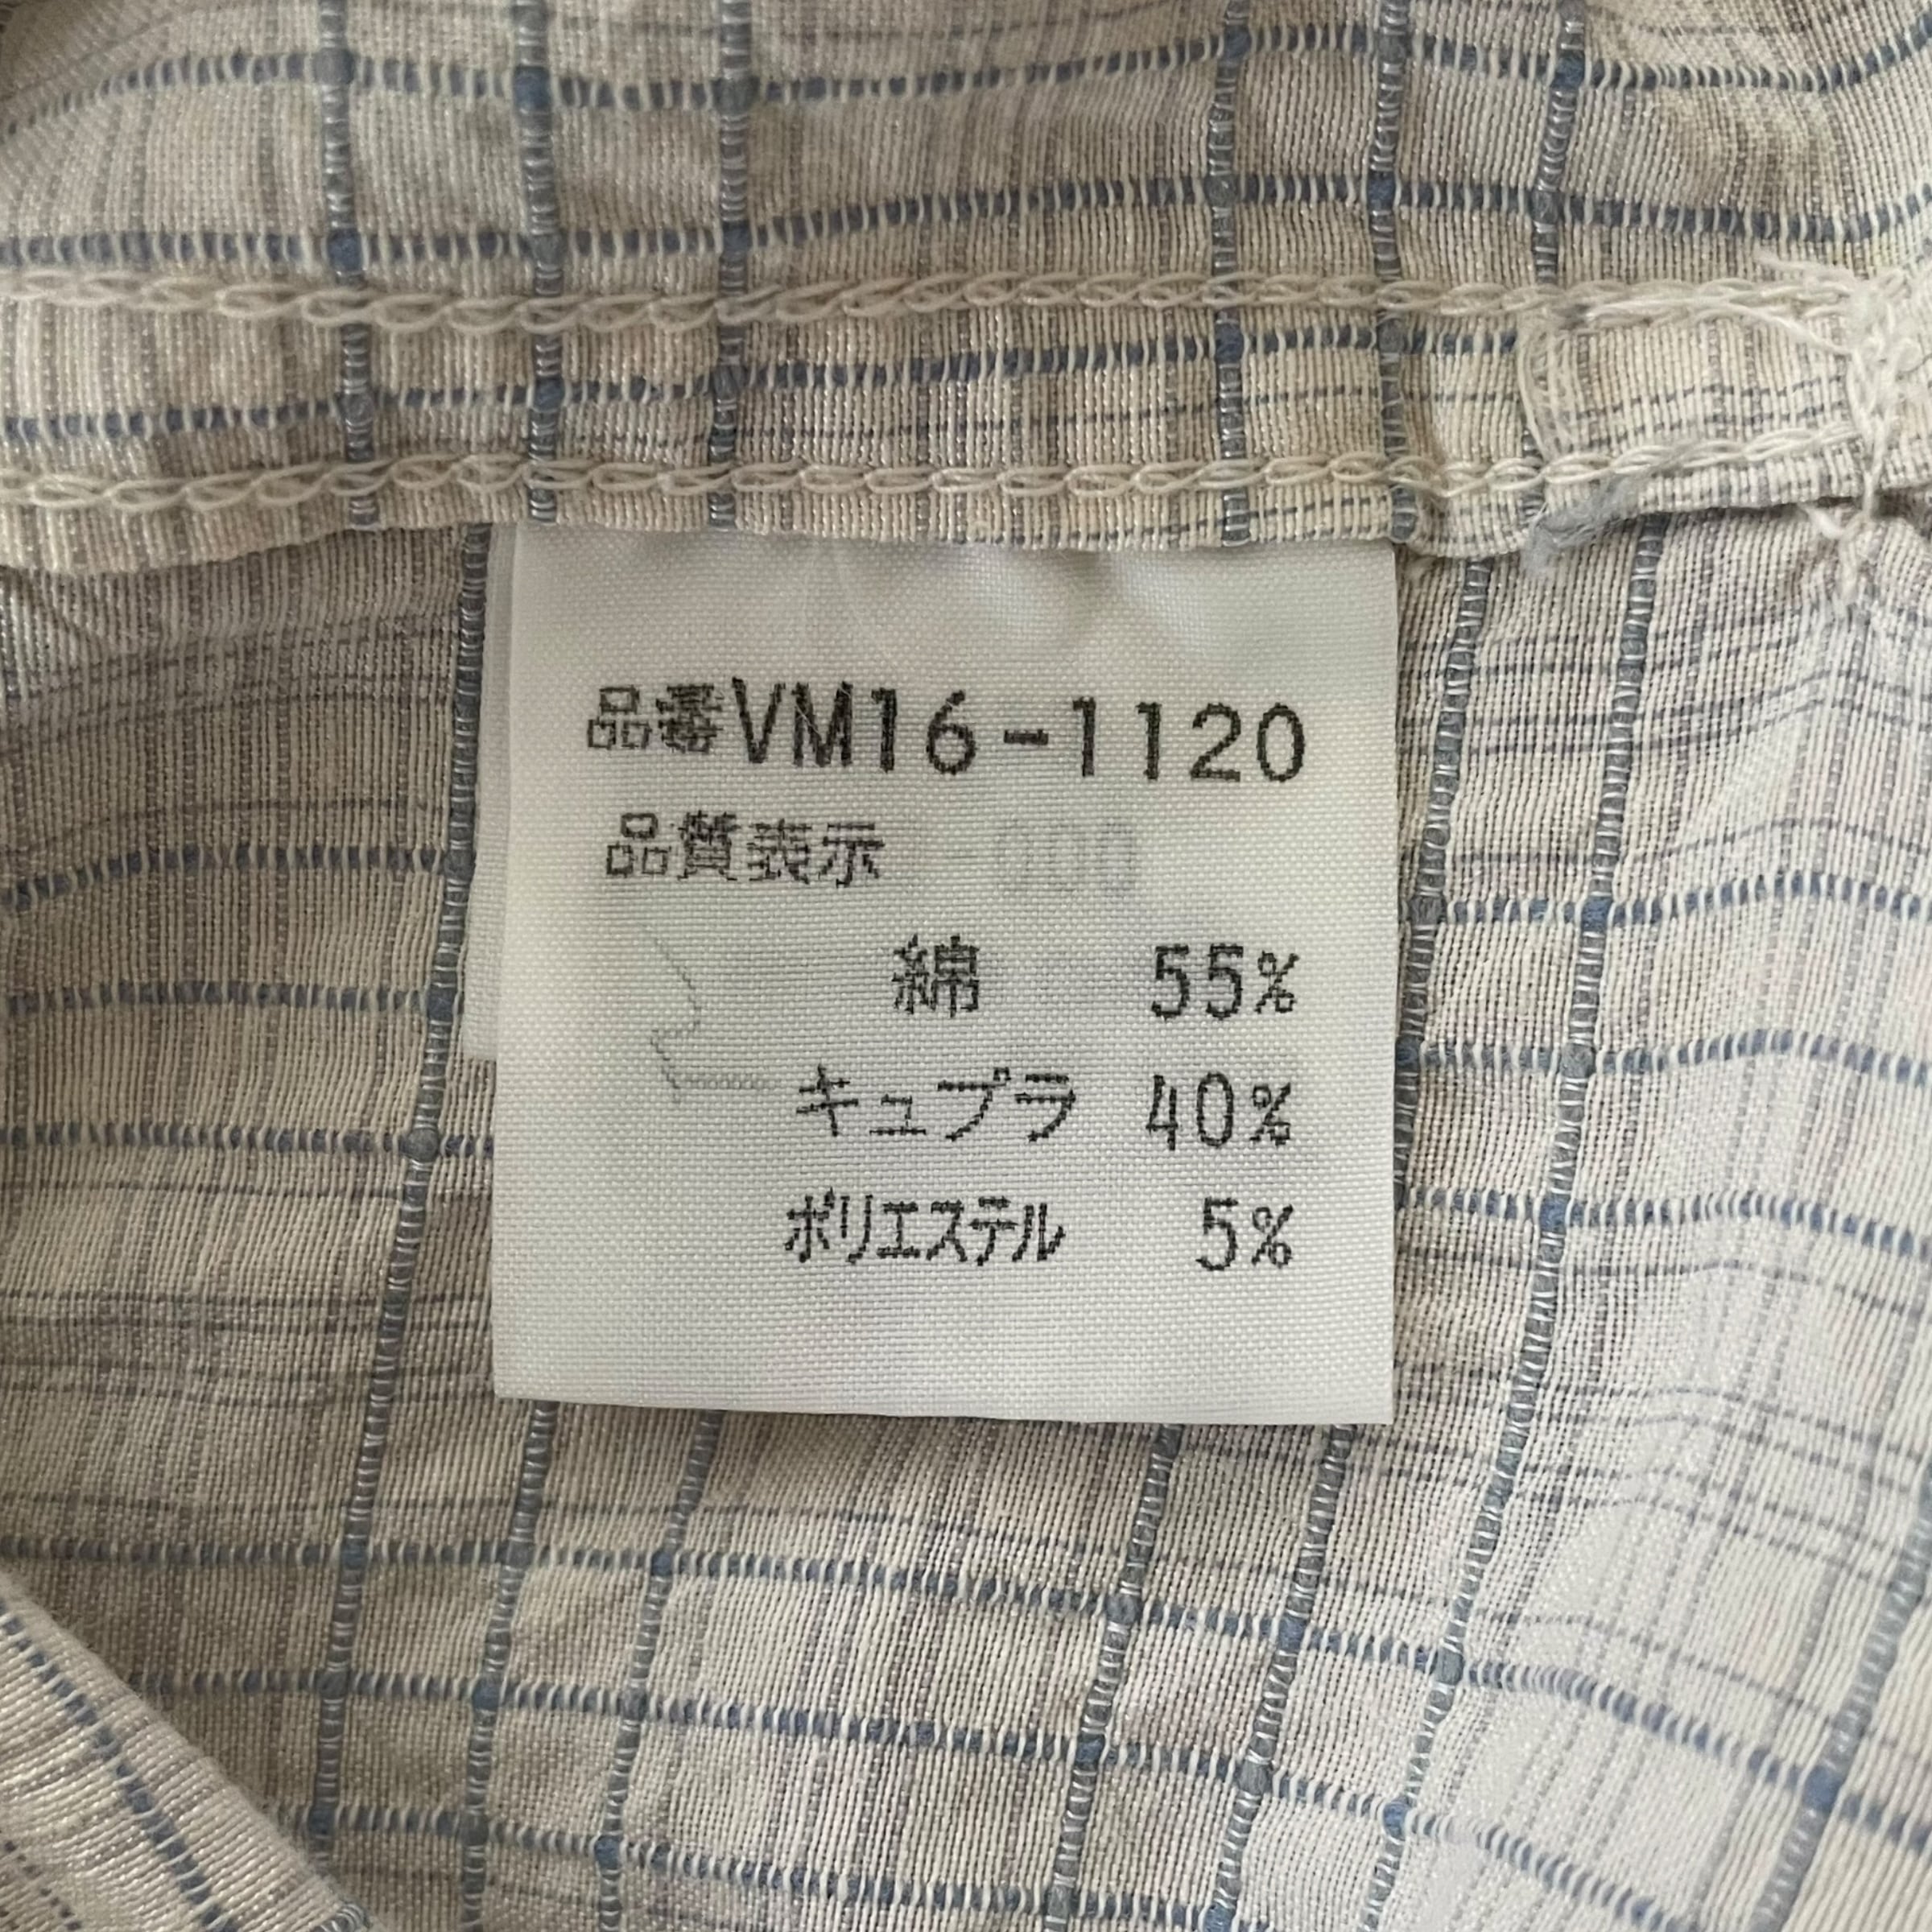 品番VM16-1120
品質表示
綿 55%
キュプラ 40%
ポリエステル 5%